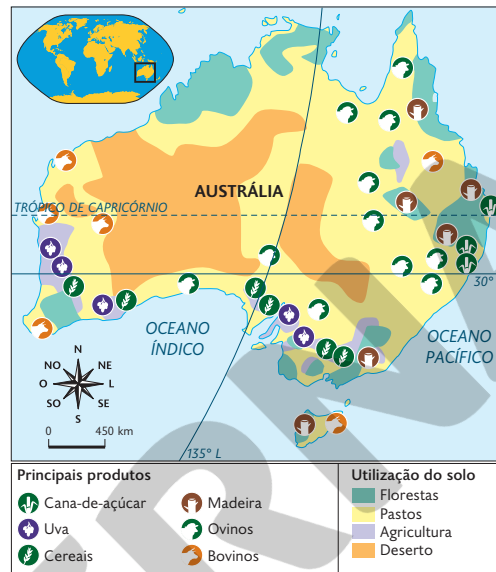 AUSTRÁLIA
TRÓPICO DE CAPRICÓRNIO
30°
OCEANO
ÍNDICO
OCEANO
PACÍFICO
N
NO
NE
O
L
SO
SE
S
0
450 km
135° L
Principais produtos
Cana-de-açúcar
Uva
Cereais
Madeira
Ovinos
Bovinos
Utilização do solo
Florestas
Pastos
Agricultura
Deserto